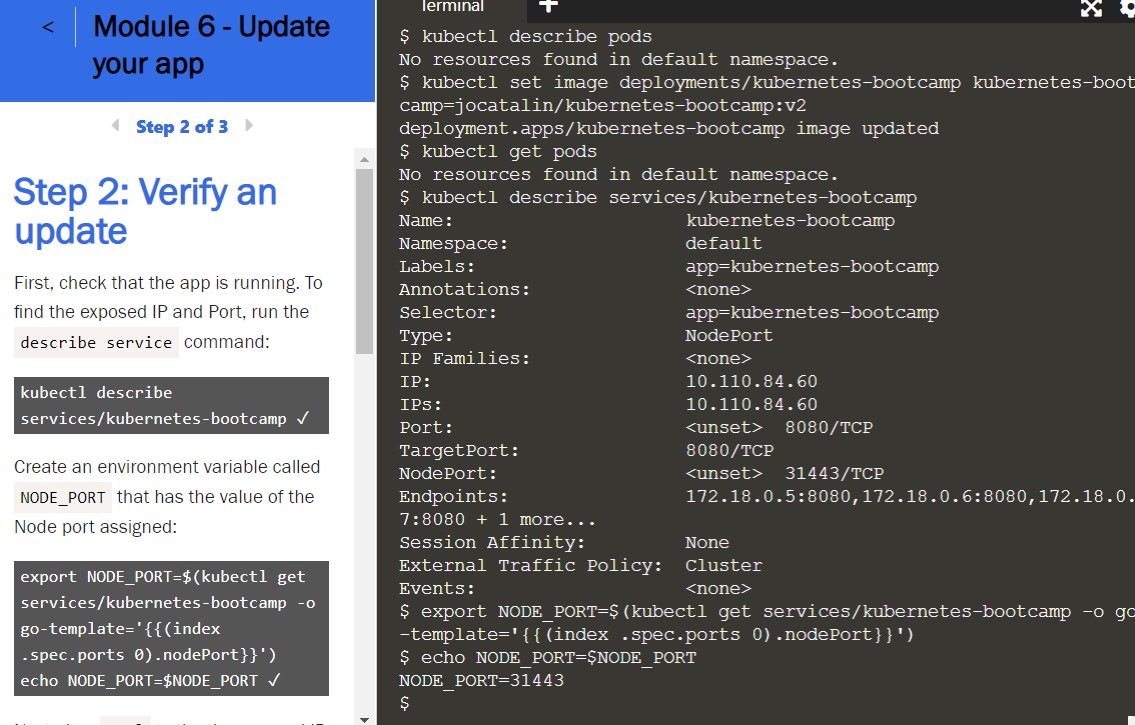 <
Module 6 - Update
your app
Step 2 of 3
Step 2: Verify an
update
First, check that the app is running. To
find the exposed IP and Port, run the
describe service command:
kubectl describe
services/kubernetes-bootcamp ✓
Create an environment variable called
NODE_PORT that has the value of the
Node port assigned:
export NODE_PORT=$(kubectl get
services/kubernetes-bootcamp -o
go-template='{{(index
.spec.ports 0).nodePort}}')
echo NODE_PORT=$NODE_PORT ✓
Terminal +
$ kubectl describe pods
No resources found in default namespace.
$ kubectl set image deployments/kubernetes-bootcamp kubernetes-boot
camp=jocatalin/kubernetes-bootcamp:v2
deployment.apps/kubernetes-bootcamp image updated
$ kubectl get pods
No resources found in default namespace.
$ kubectl describe services/kubernetes-bootcamp
Name: kubernetes-bootcamp
Namespace: default
Labels: app=kubernetes-bootcamp
Annotations: <none>
Selector: app=kubernetes-bootcamp
Type: NodePort
IP Families: <none>
IP: 10.110.84.60
IPs: 10.110.84.60
Port: <unset> 8080/TCP
TargetPort: 8080/TCP
NodePort: <unset> 31443/TCP
Endpoints: 172.18.0.5:8080,172.18.0.6:8080,172.18.0.
7:8080 + 1 more...
Session Affinity: None
External Traffic Policy: Cluster
Events: <none>
$ export NODE_PORT=$(kubectl get services/kubernetes-bootcamp -o go
-template='{{(index .spec.ports 0).nodePort}}')
$ echo NODE_PORT=$NODE_PORT
NODE_PORT=31443
$